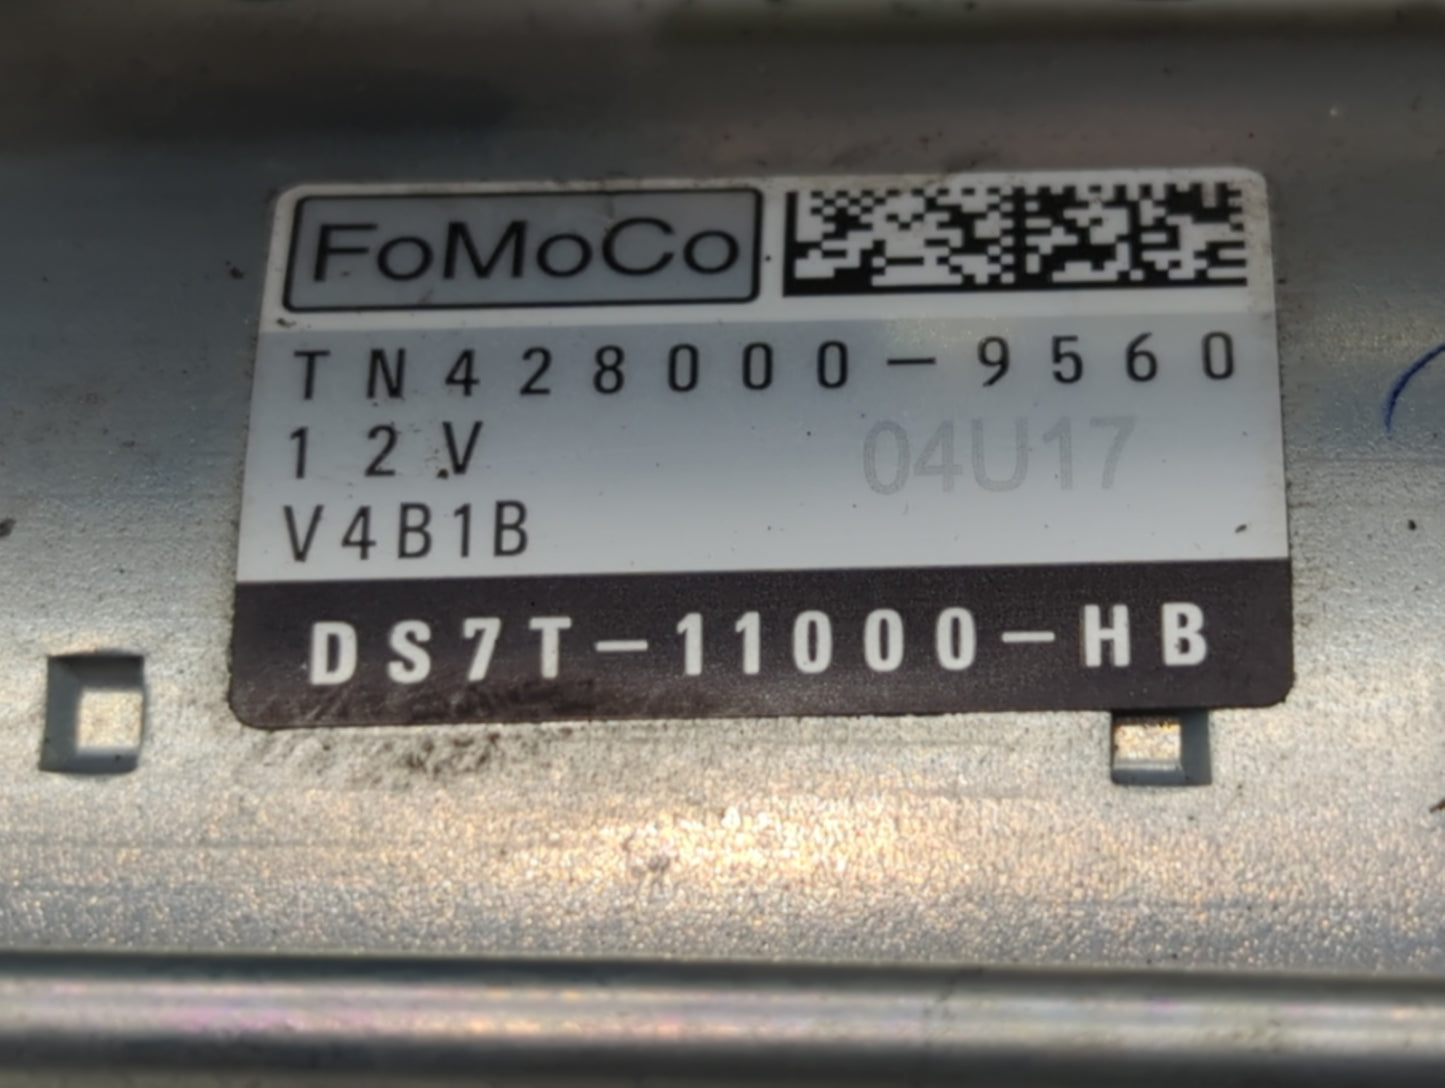 FoMoCo
TN428000-9560
12V 04U17
V4B1B
DS7T-11000-HB